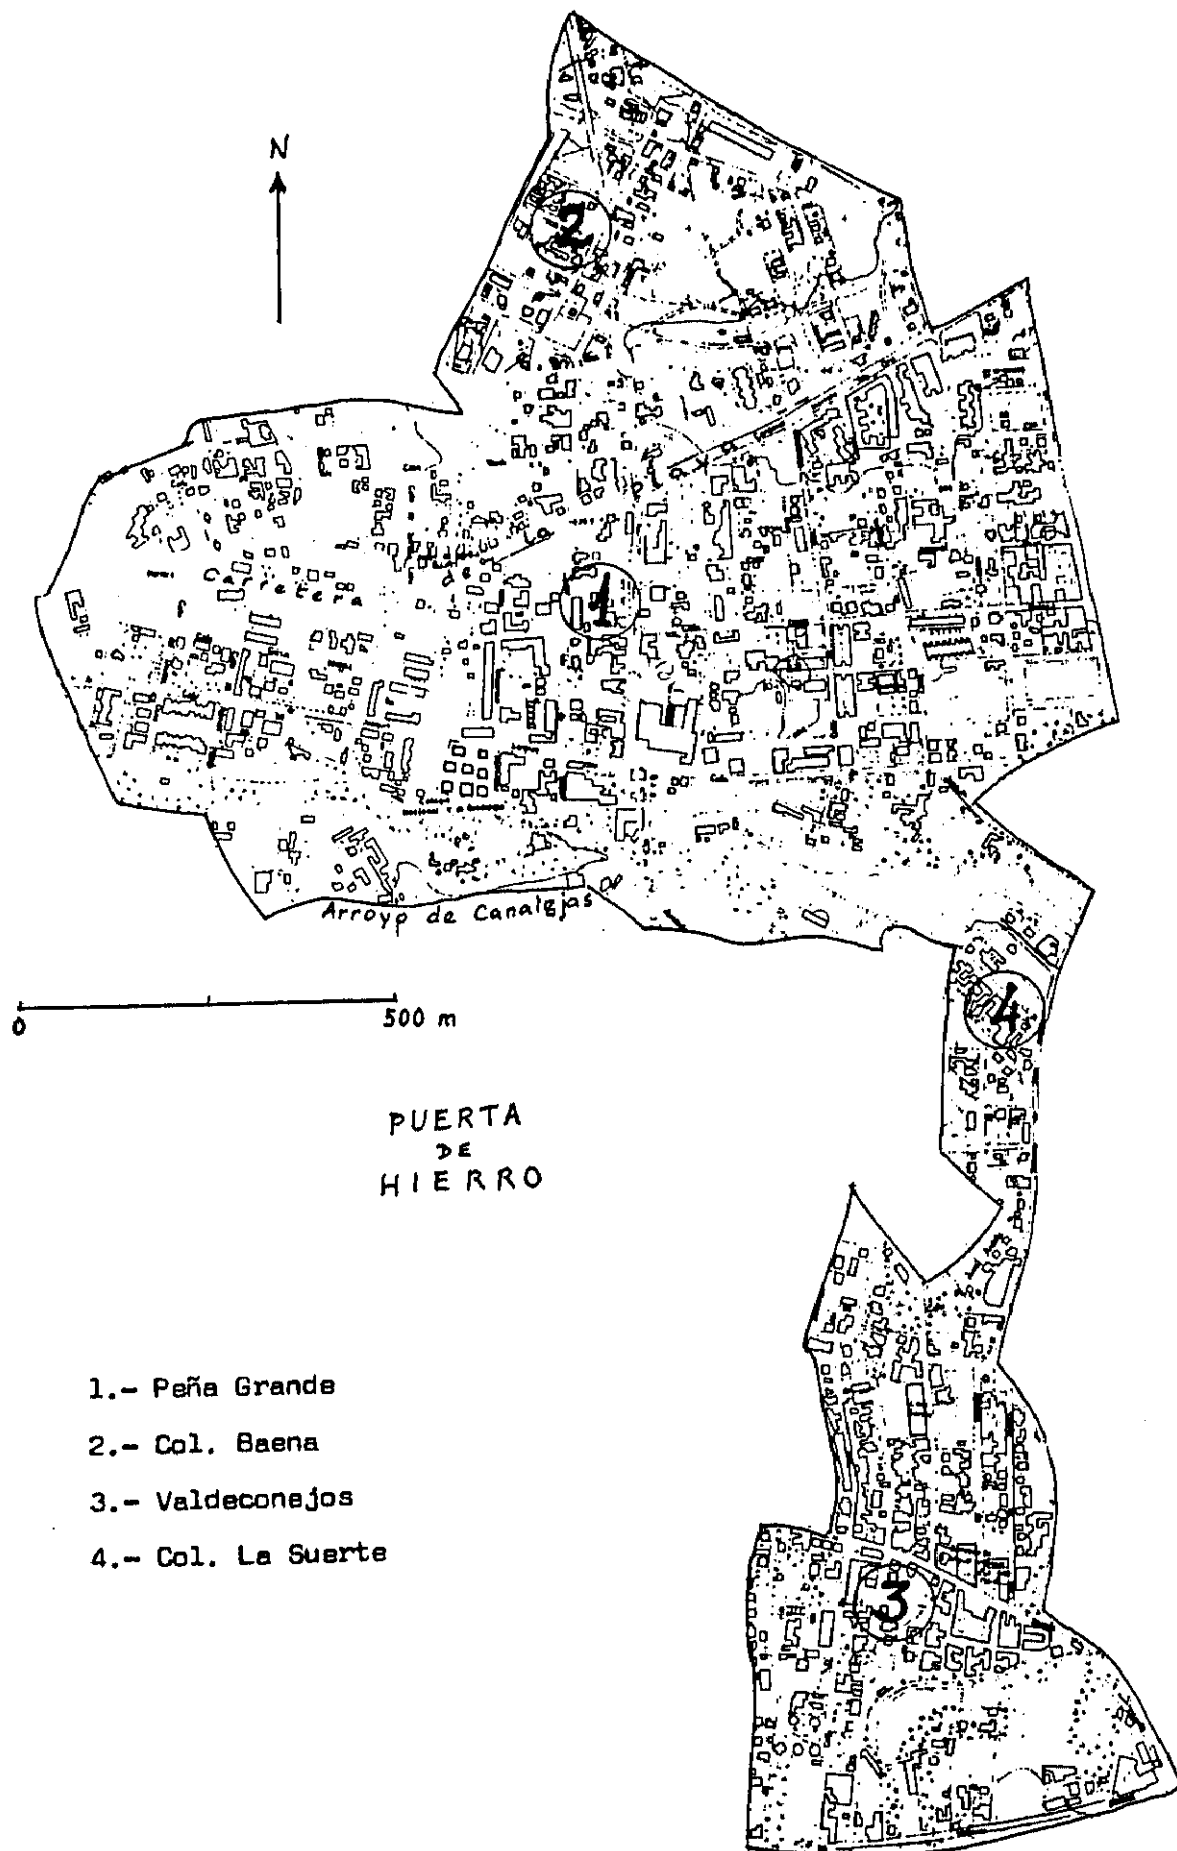 N
2
Carretera
de
1
Arroyo de Canalejas
4
0
500 m
PUERTA
DE
HIERRO
3
1.- Peña Grande
2.- Col. Baena
3.- Valdeconejos
4.- Col. La Suerte